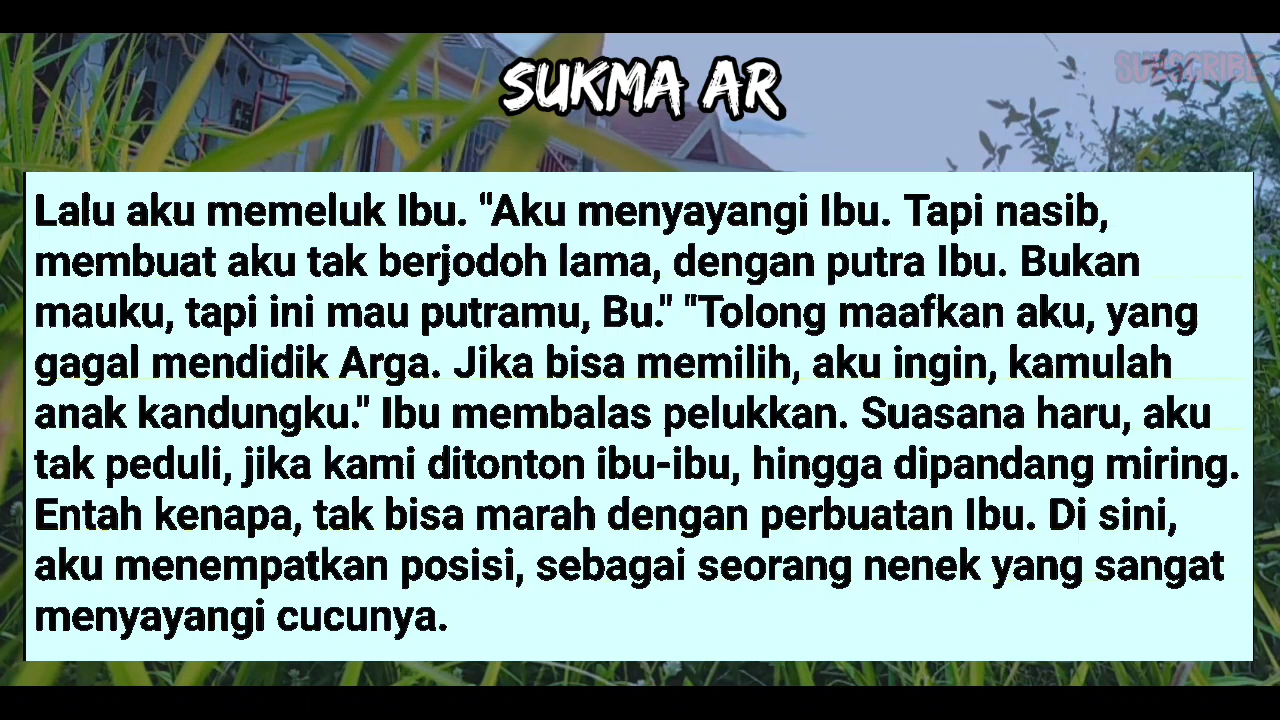 SUKMA AR
SUBSCRIBE
Lalu aku memeluk Ibu. "Aku menyayangi Ibu. Tapi nasib,
membuat aku tak berjodoh lama, dengan putra Ibu. Bukan
mauku, tapi ini mau putramu, Bu." "Tolong maafkan aku, yang
gagal mendidik Arga. Jika bisa memilih, aku ingin, kamulah
anak kandungku." Ibu membalas pelukkan. Suasana haru, aku
tak peduli, jika kami ditonton ibu-ibu, hingga dipandang miring.
Entah kenapa, tak bisa marah dengan perbuatan Ibu. Di sini,
aku menempatkan posisi, sebagai seorang nenek yang sangat
menyayangi cucunya.